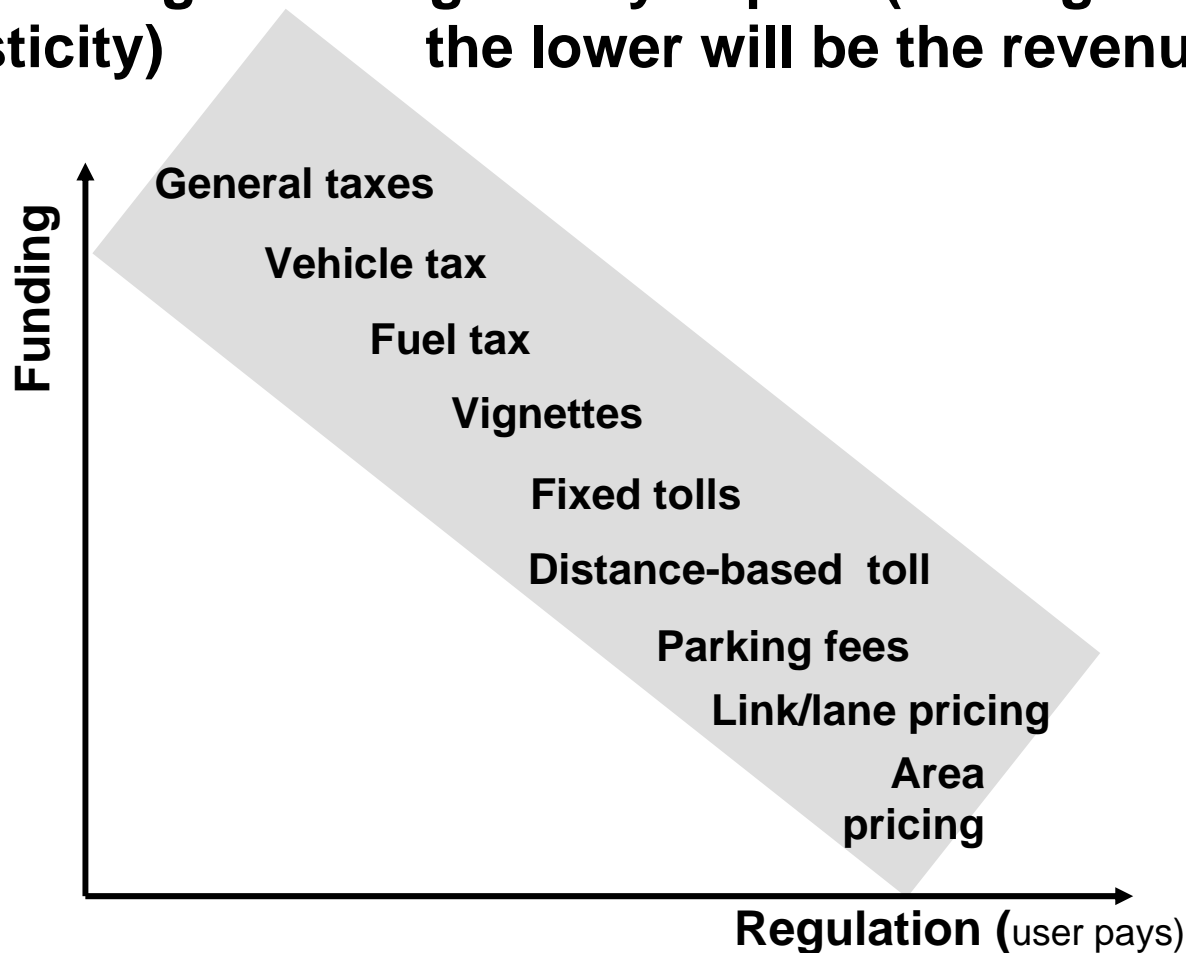 sticity) the lower will be the revenu
General taxes
Vehicle tax
Funding
Fuel tax
Vignettes
Fixed tolls
Distance-based toll
Parking fees
Link/lane pricing
Area
pricing
Regulation (user pays)